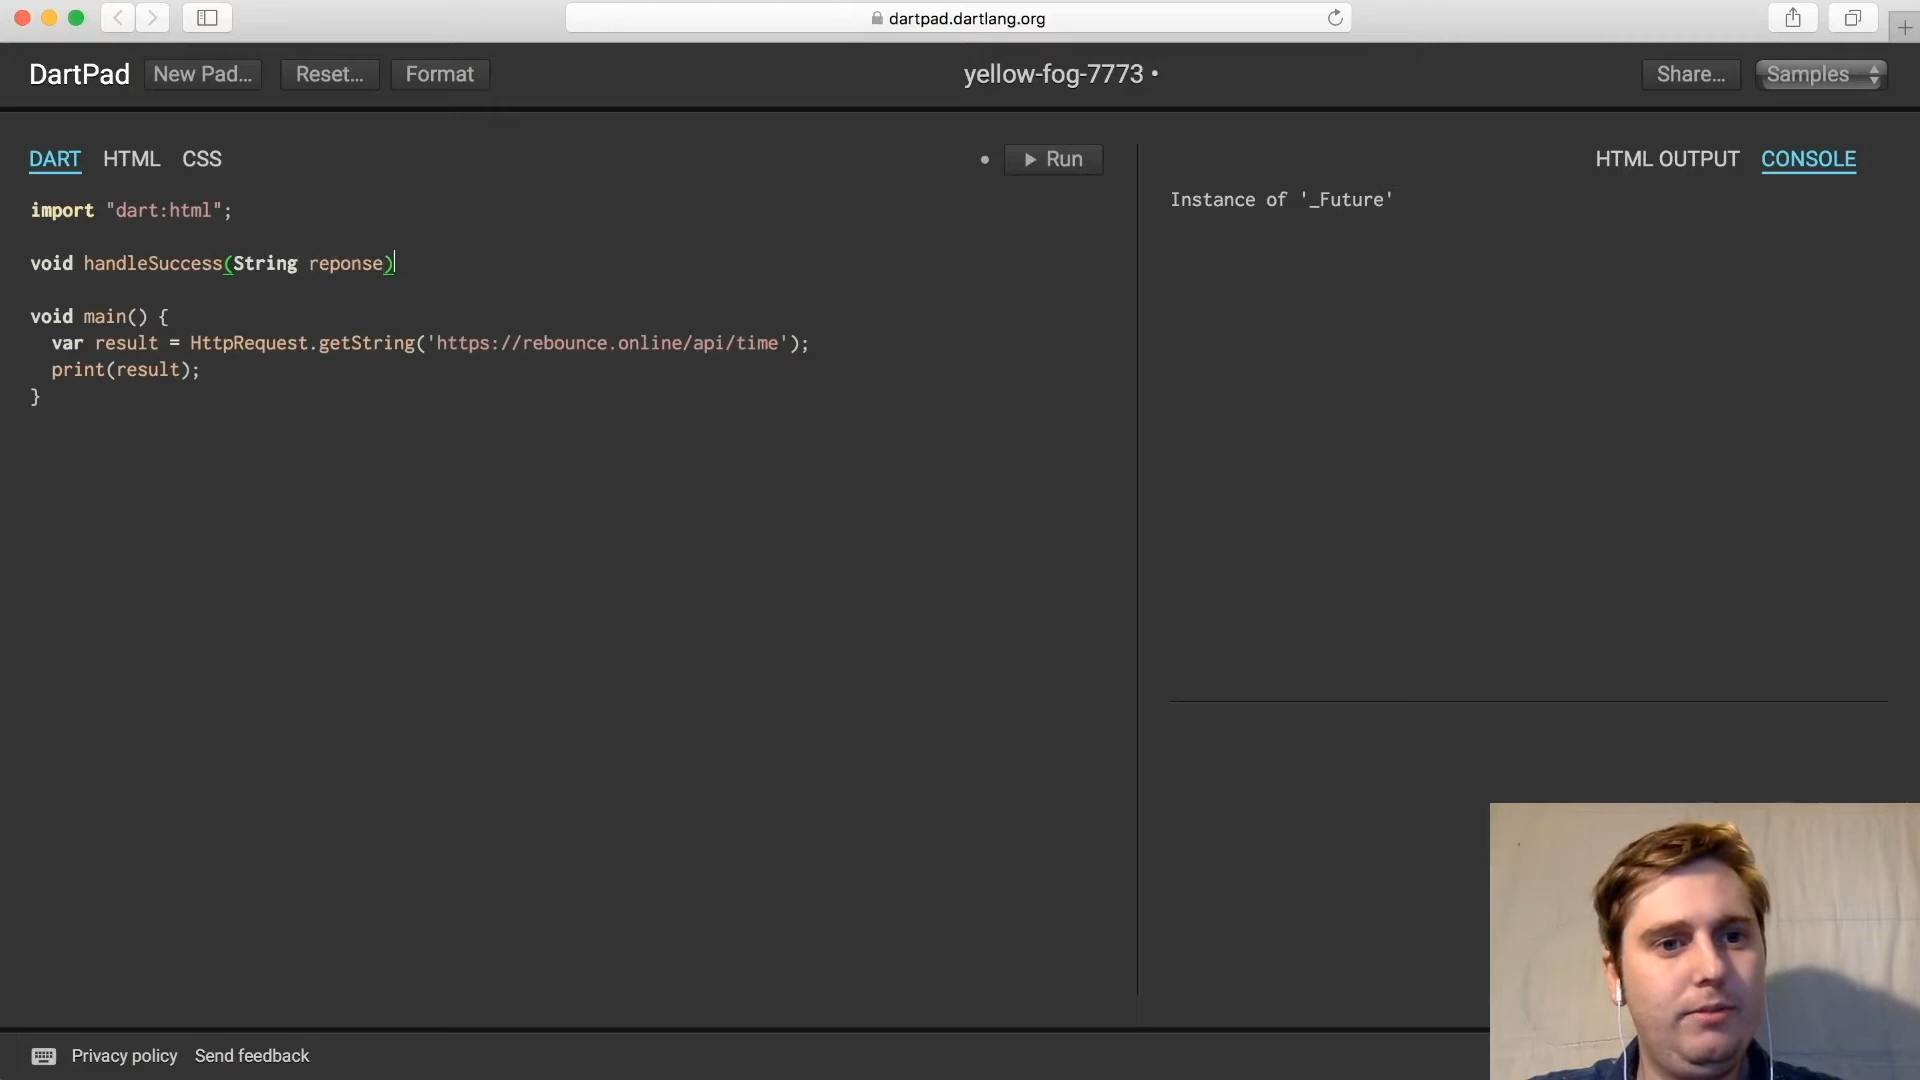 dartpad.dartlang.org
DartPad New Pad... Reset... Format yellow-fog-7773 • Share... Samples
DART HTML CSS Run HTML OUTPUT CONSOLE
import "dart:html";
void handleSuccess(String reponse)
void main() {
var result = HttpRequest.getString('https://rebounce.online/api/time');
print(result);
}
Instance of '_Future'
Privacy policy Send feedback